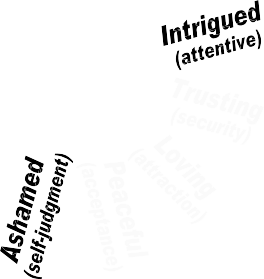 Intrigued
(attentive)
Trusting
(security)
Loving
(attraction)
Peaceful
(acceptance)
Ashamed
(self-judgment)